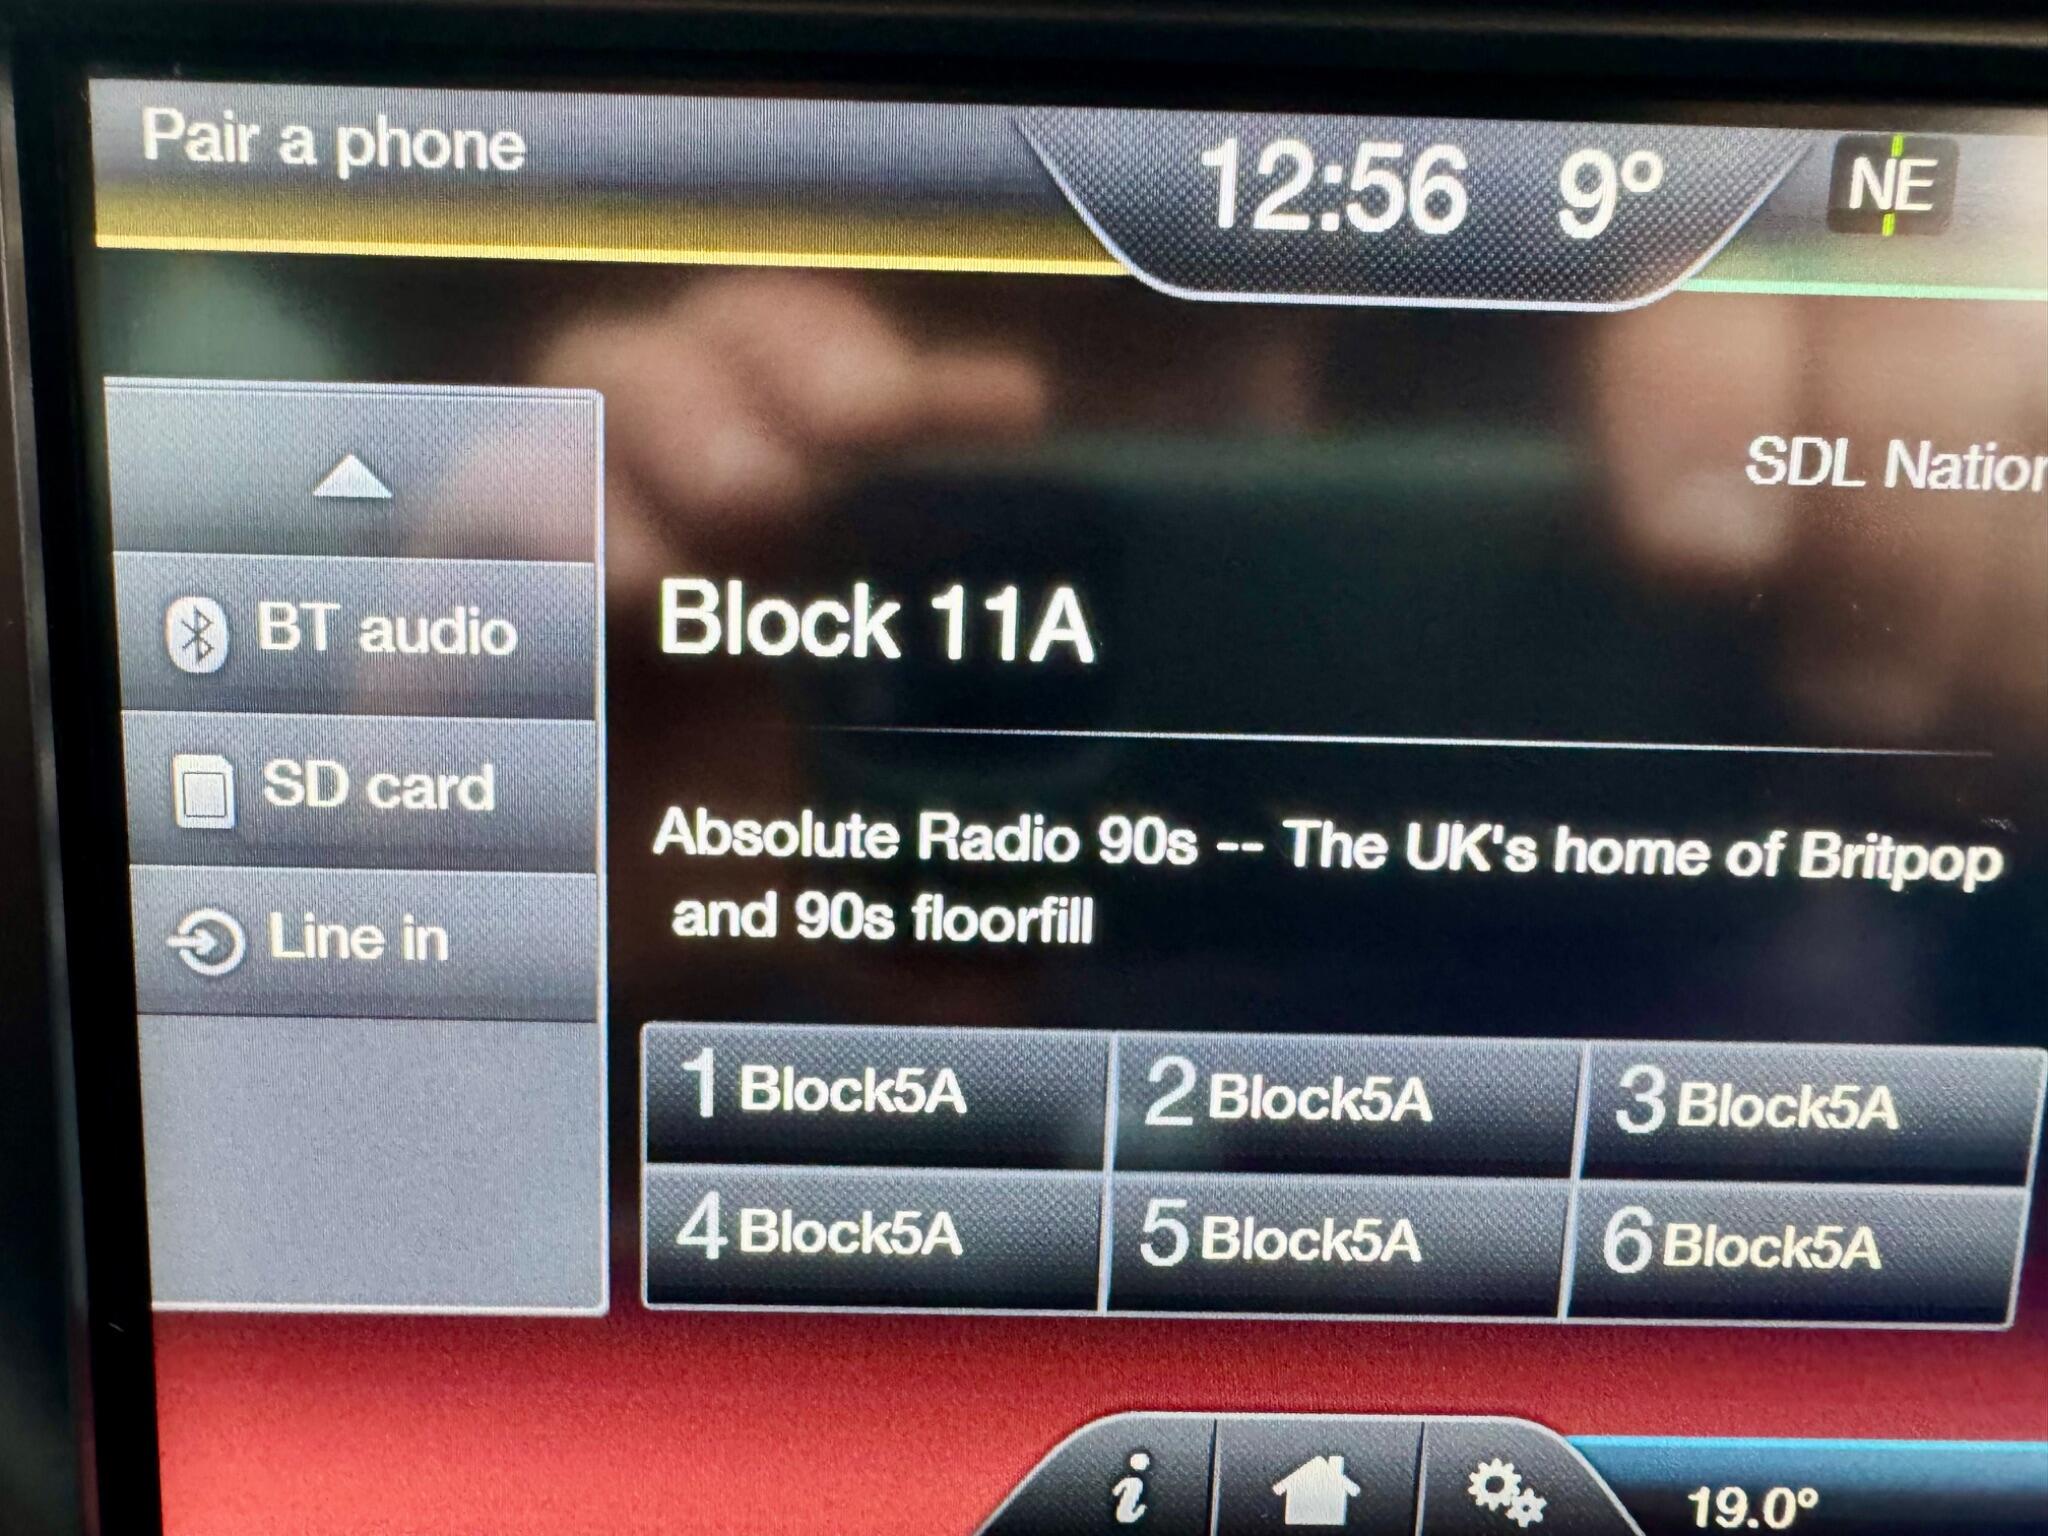 Pair a phone
12:56 9°
NE
SDL Nation
BT audio
SD card
Line in
Block 11A
Absolute Radio 90s -- The UK's home of Britpop
and 90s floorfill
1 Block5A
2 Block5A
3 Block5A
4 Block5A
5 Block5A
6 Block5A
i
19.0°